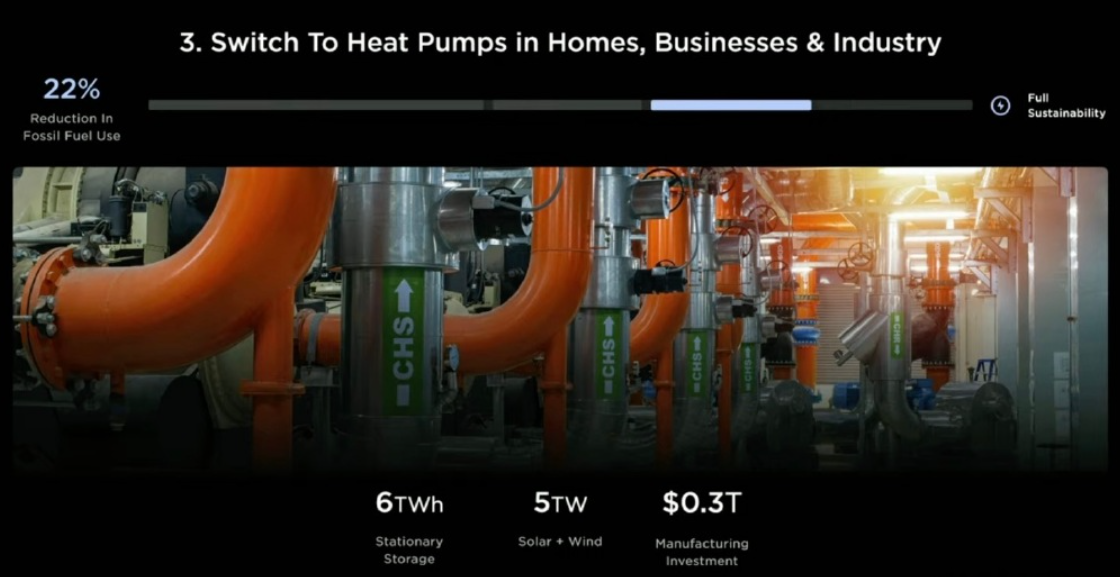 3. Switch To Heat Pumps in Homes, Businesses & Industry
22%
Reduction In
Fossil Fuel Use
Full
Sustainability
CHS
CHS
CHS
CHS
CHS
6TWh
Stationary
Storage
5TW
Solar + Wind
$0.3T
Manufacturing
Investment